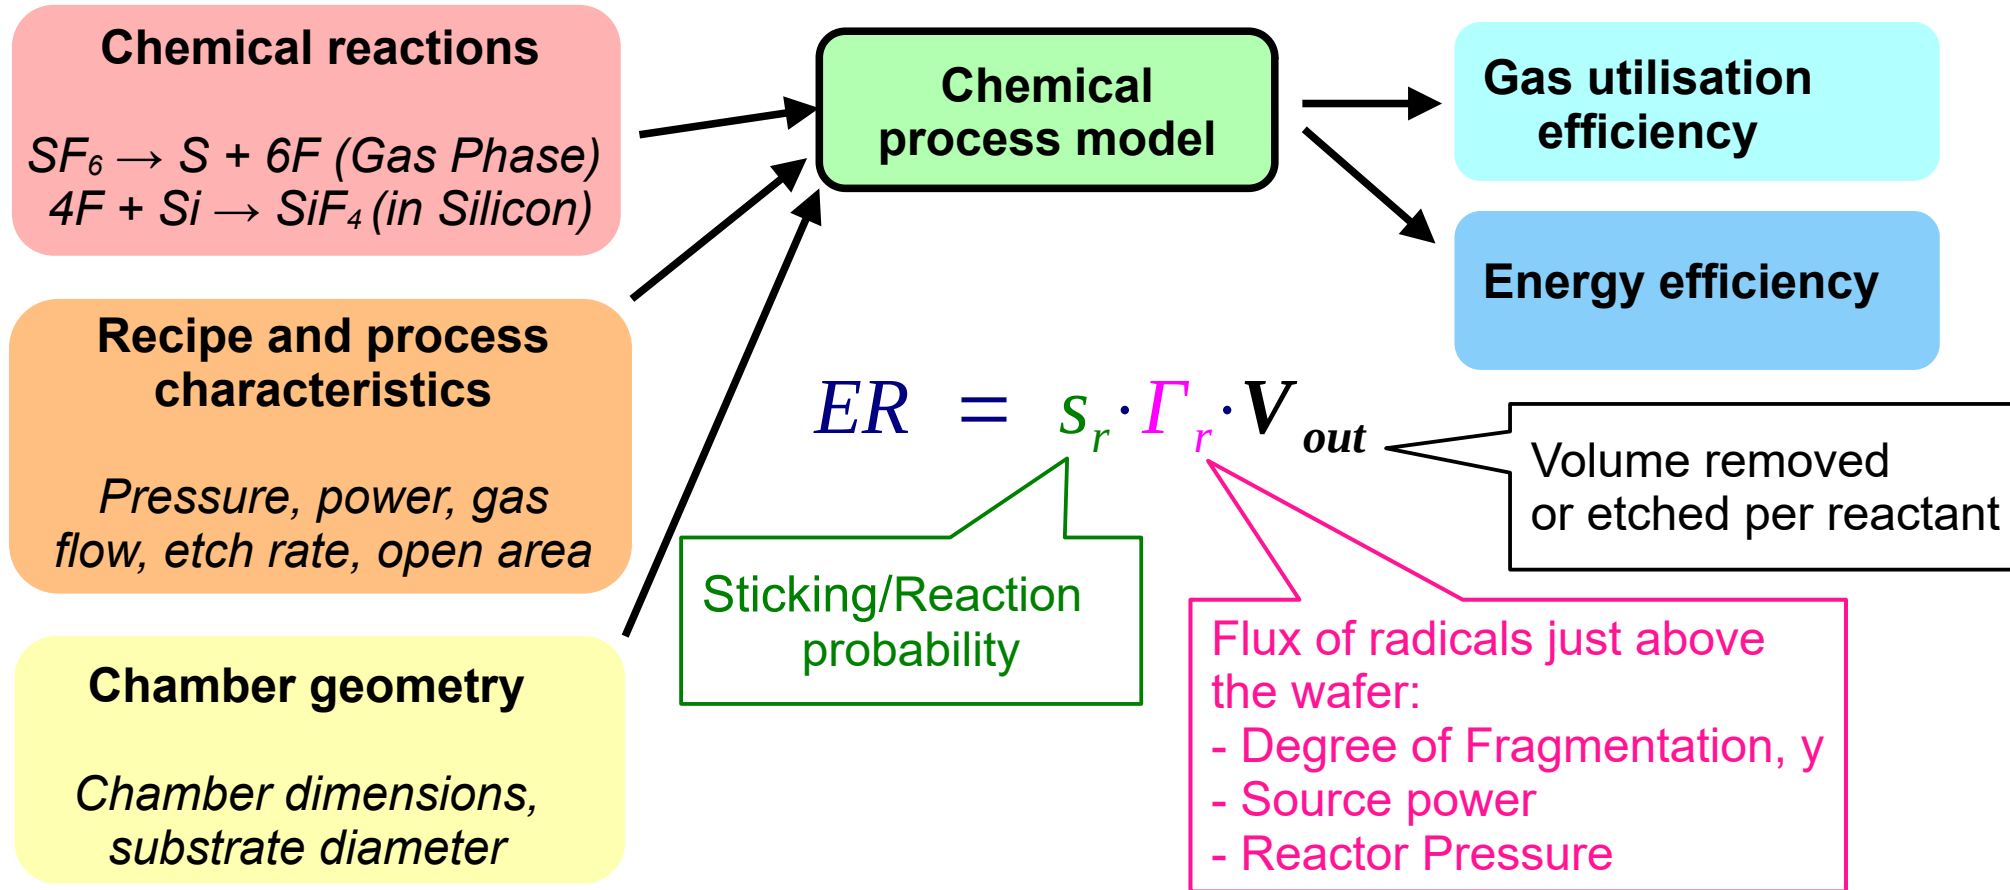 Chemical reactions
SF₆ → S + 6F (Gas Phase)
4F + Si → SiF₄ (in Silicon)
Recipe and process
characteristics
Pressure, power, gas
flow, etch rate, open area
Chamber geometry
Chamber dimensions,
substrate diameter
Chemical
process model
Gas utilisation
efficiency
Energy efficiency
ER = s_r · Γ_r · V_out
Sticking/Reaction
probability
Flux of radicals just above
the wafer:
- Degree of Fragmentation, y
- Source power
- Reactor Pressure
Volume removed
or etched per reactant